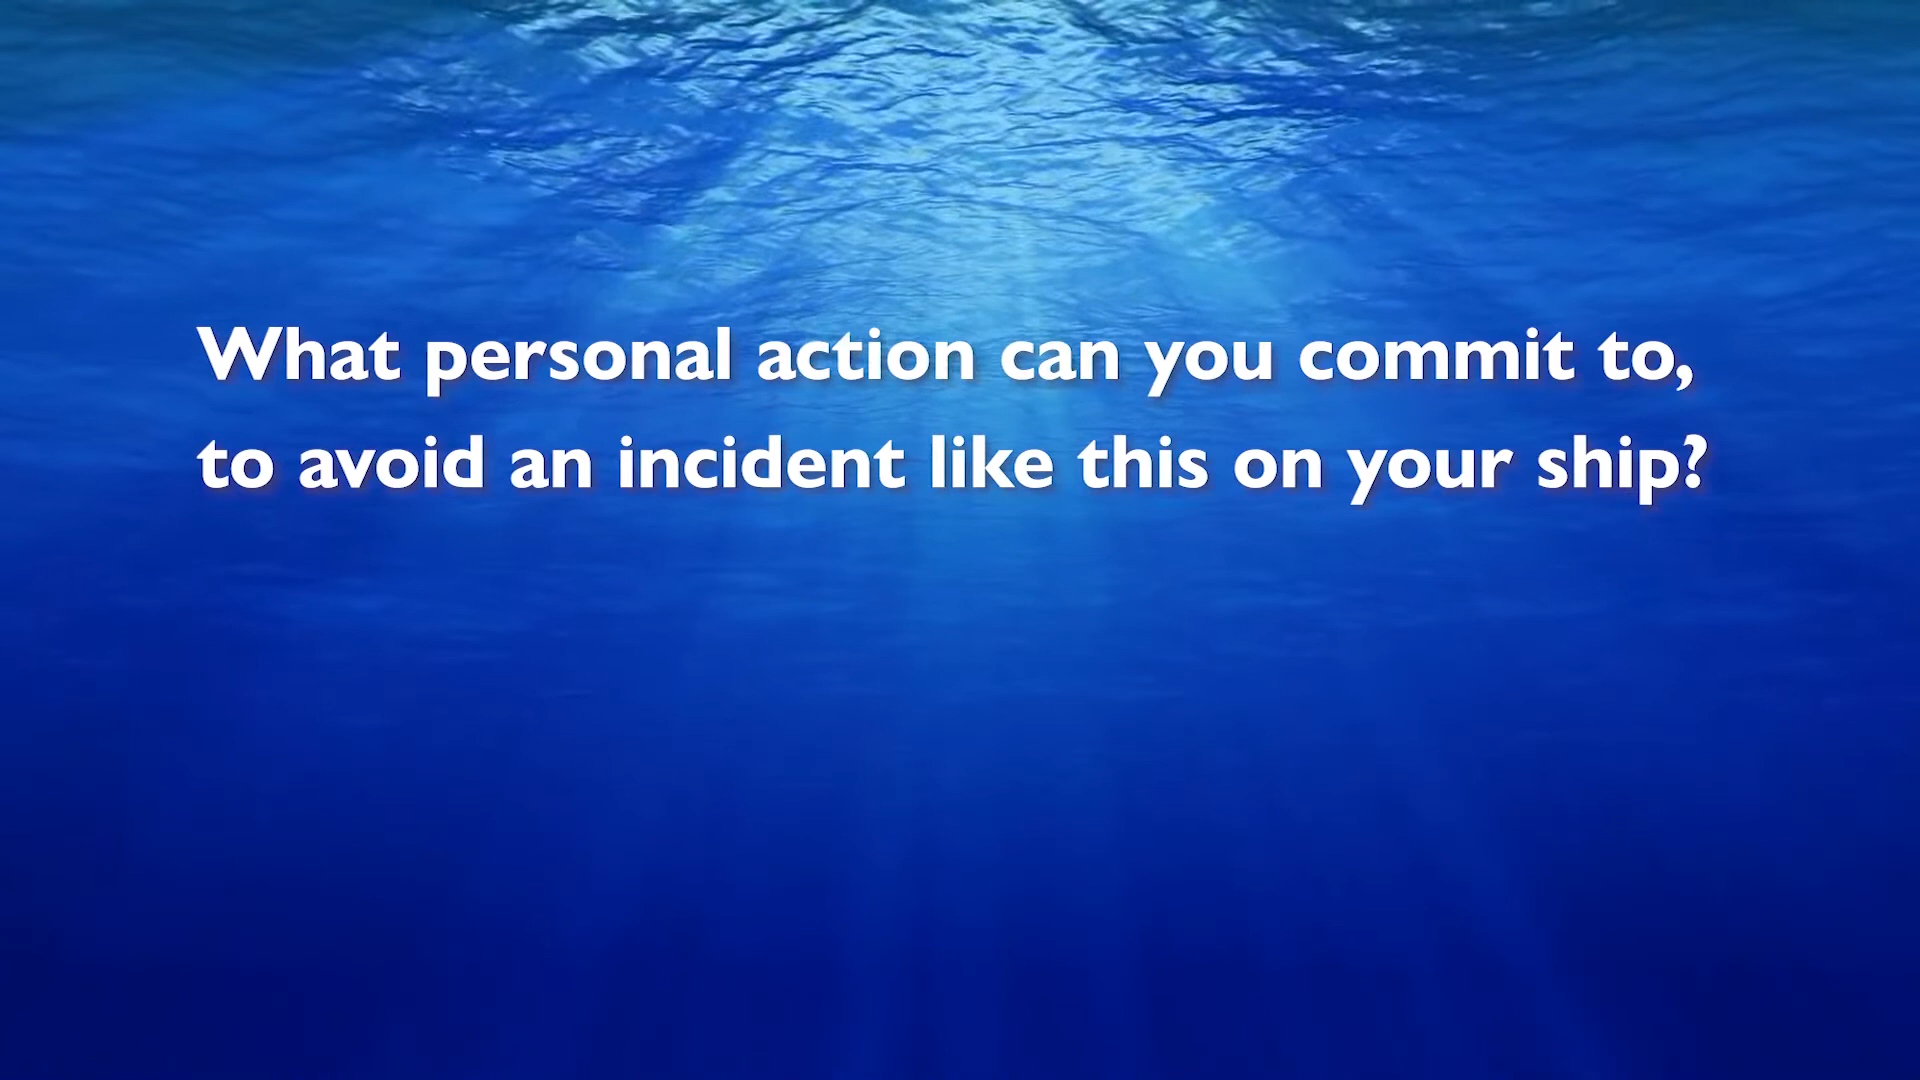 What personal action can you commit to,
to avoid an incident like this on your ship?